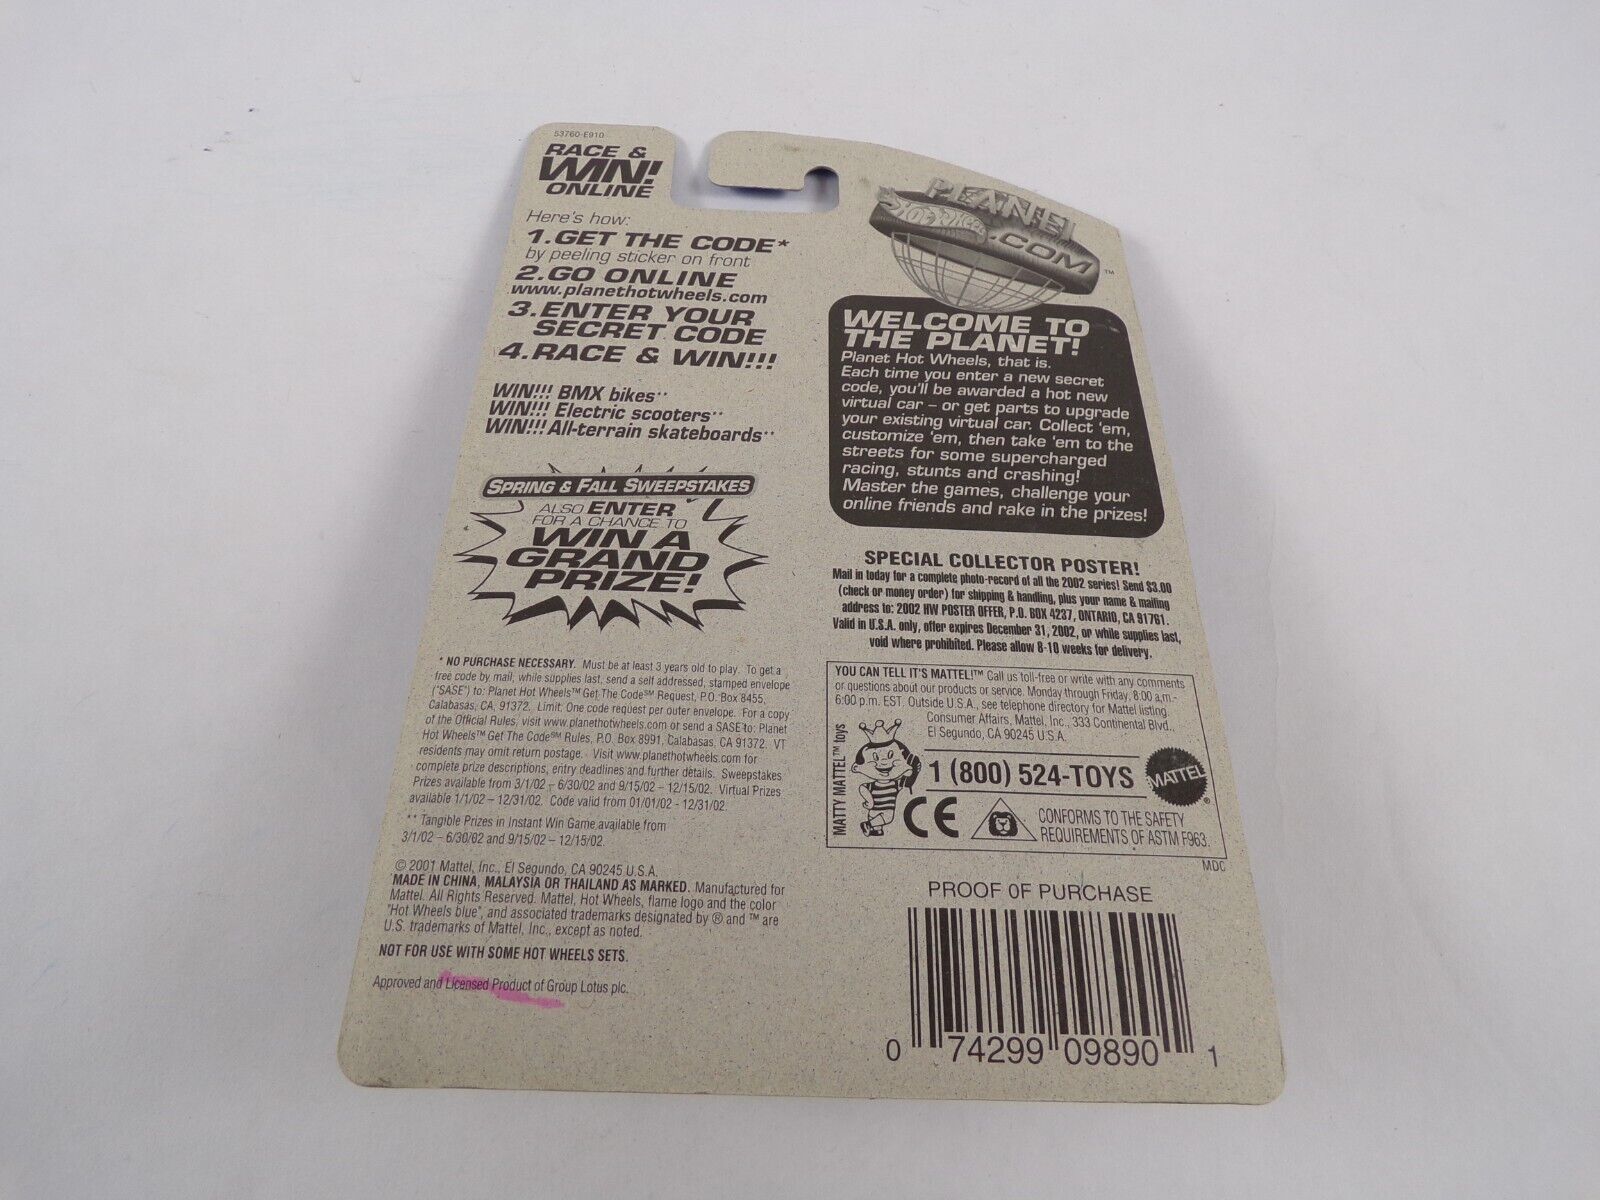 53760-E910
RACE &
WIN!
ONLINE
Here's how:
1. GET THE CODE*
by peeling sticker on front
2. GO ONLINE
www.planethotwheels.com
3. ENTER YOUR
SECRET CODE
4. RACE & WIN!!!
WIN!!! BMX bikes**
WIN!!! Electric scooters**
WIN!!! All-terrain skateboards**
SPRING & FALL SWEEPSTAKES
ALSO ENTER
FOR A CHANCE TO
WIN A
GRAND
PRIZE!
* NO PURCHASE NECESSARY. Must be at least 3 years old to play. To get a
free code by mail, while supplies last, send a self addressed, stamped envelope
("SASE") to: Planet Hot Wheels™ Get The Code℠ Request, P.O. Box 8455,
Calabasas, CA, 91372. Limit: One code request per outer envelope. For a copy
of the Official Rules, visit www.planethotwheels.com or send a SASE to: Planet
Hot Wheels™ Get The Code℠ Rules, P.O. Box 8991, Calabasas, CA 91372. VT
residents may omit return postage. Visit www.planethotwheels.com for
complete prize descriptions, entry deadlines and further details. Sweepstakes
Prizes available from 3/1/02 - 6/30/02 and 9/15/02 - 12/15/02. Virtual Prizes
available 1/1/02 – 12/31/02. Code valid from 01/01/02 - 12/31/02.
** Tangible Prizes in Instant Win Game available from
3/1/02 – 6/30/02 and 9/15/02 – 12/15/02.
© 2001 Mattel, Inc., El Segundo, CA 90245 U.S.A.
MADE IN CHINA, MALAYSIA OR THAILAND AS MARKED. Manufactured for
Mattel. All Rights Reserved. Mattel, Hot Wheels, flame logo and the color
"Hot Wheels blue", and associated trademarks designated by ® and ™ are
U.S. trademarks of Mattel, Inc., except as noted.
NOT FOR USE WITH SOME HOT WHEELS SETS.
Approved and Licensed Product of Group Lotus plc.
PLANET
Hot Wheels
.COM
™
WELCOME TO
THE PLANET!
Planet Hot Wheels, that is.
Each time you enter a new secret
code, you'll be awarded a hot new
virtual car – or get parts to upgrade
your existing virtual car. Collect 'em,
customize 'em, then take 'em to the
streets for some supercharged
racing, stunts and crashing!
Master the games, challenge your
online friends and rake in the prizes!
SPECIAL COLLECTOR POSTER!
Mail in today for a complete photo-record of all the 2002 series! Send $3.00
(check or money order) for shipping & handling, plus your name & mailing
address to: 2002 HW POSTER OFFER, P.O. BOX 4237, ONTARIO, CA 91761.
Valid in U.S.A. only, offer expires December 31, 2002, or while supplies last,
void where prohibited. Please allow 8-10 weeks for delivery.
YOU CAN TELL IT'S MATTEL!™ Call us toll-free or write with any comments
or questions about our products or service. Monday through Friday, 8:00 a.m.-
6:00 p.m. EST. Outside U.S.A., see telephone directory for Mattel listing.
Consumer Affairs, Mattel, Inc., 333 Continental Blvd.,
El Segundo, CA 90245 U.S.A.
MATTY MATTEL™ toys
1 (800) 524-TOYS
MATTEL
®
CE
CONFORMS TO THE SAFETY
REQUIREMENTS OF ASTM F963.
MDC
PROOF OF PURCHASE
0 74299 09890 1